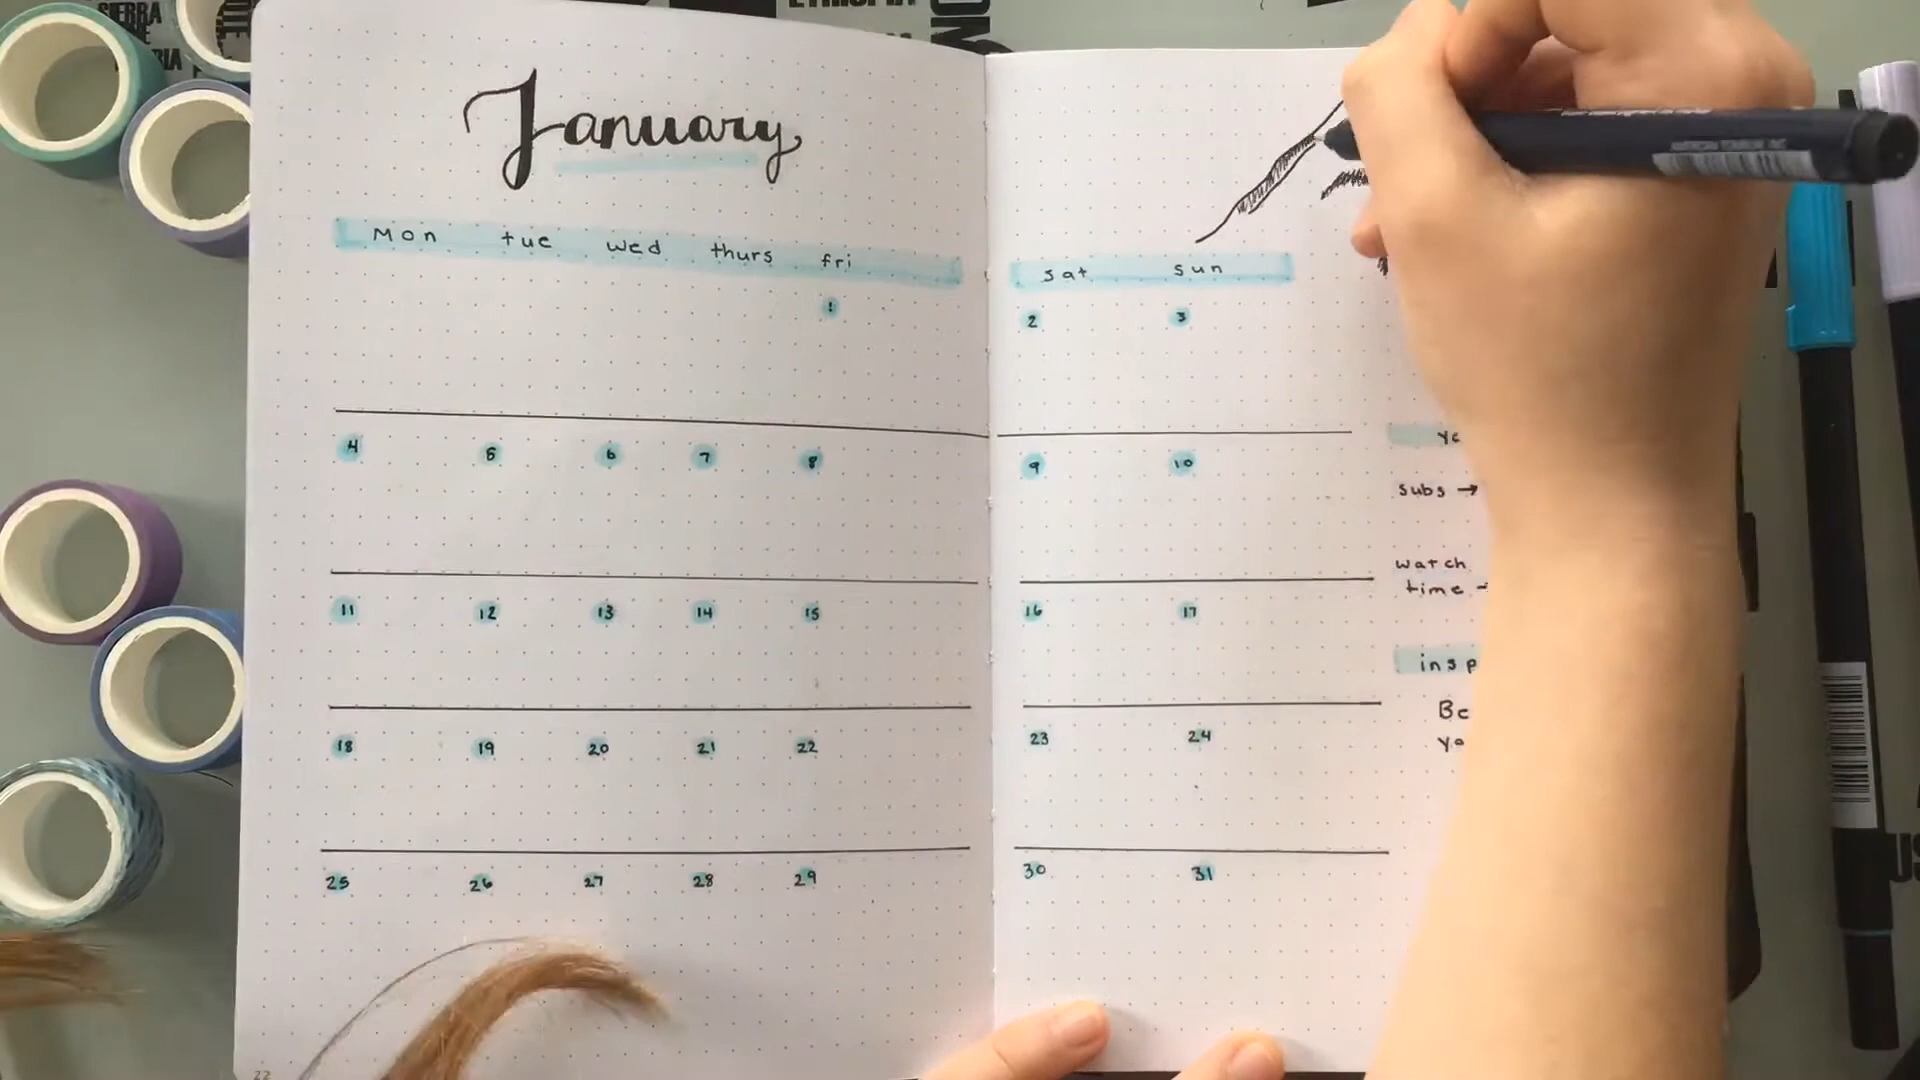 SIERRA
January
Mon tue wed thurs fri
sat sun
1
2 3
4 5 6 7 8
9 10
11 12 13 14 15
16 17
18 19 20 21 22
23 24
25 26 27 28 29
30 31
subs →
watch
time
22